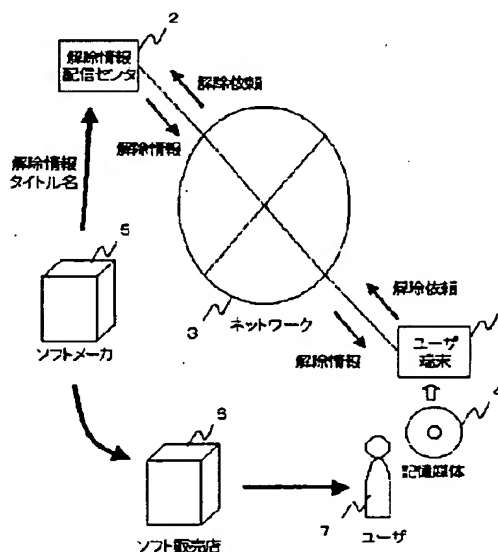 2
解除情報
配信センタ
解除依頼
解除情報
解除情報
タイトル名
5
ソフトメーカ
3
ネットワーク
解除依頼
解除情報
ユーザ
端末
4
記憶媒体
6
ソフト販売店
7
ユーザ